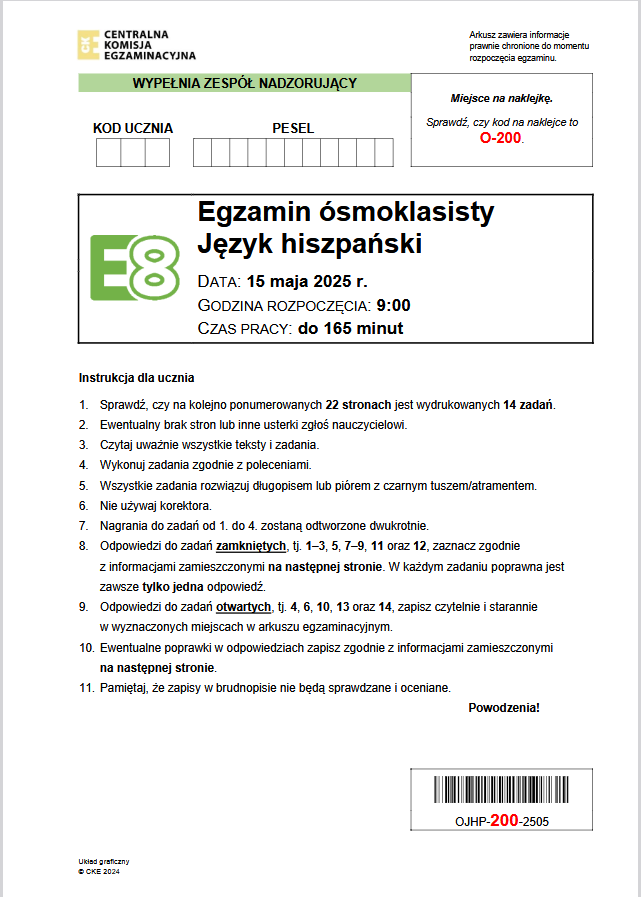 CENTRALNA
KOMISJA
EGZAMINACYJNA
Arkusz zawiera informacje
prawnie chronione do momentu
rozpoczęcia egzaminu.
WYPEŁNIA ZESPÓŁ NADZORUJĄCY
KOD UCZNIA
PESEL
Miejsce na naklejkę.
Sprawdź, czy kod na naklejce to
O-200.
E8
Egzamin ósmoklasisty
Język hiszpański
DATA: 15 maja 2025 r.
GODZINA ROZPOCZĘCIA: 9:00
CZAS PRACY: do 165 minut
Instrukcja dla ucznia
1. Sprawdź, czy na kolejno ponumerowanych 22 stronach jest wydrukowanych 14 zadań.
2. Ewentualny brak stron lub inne usterki zgłoś nauczycielowi.
3. Czytaj uważnie wszystkie teksty i zadania.
4. Wykonuj zadania zgodnie z poleceniami.
5. Wszystkie zadania rozwiązuj długopisem lub piórem z czarnym tuszem/atramentem.
6. Nie używaj korektora.
7. Nagrania do zadań od 1. do 4. zostaną odtworzone dwukrotnie.
8. Odpowiedzi do zadań zamkniętych, tj. 1–3, 5, 7–9, 11 oraz 12, zaznacz zgodnie
z informacjami zamieszczonymi na następnej stronie. W każdym zadaniu poprawna jest
zawsze tylko jedna odpowiedź.
9. Odpowiedzi do zadań otwartych, tj. 4, 6, 10, 13 oraz 14, zapisz czytelnie i starannie
w wyznaczonych miejscach w arkuszu egzaminacyjnym.
10. Ewentualne poprawki w odpowiedziach zapisz zgodnie z informacjami zamieszczonymi
na następnej stronie.
11. Pamiętaj, że zapisy w brudnopisie nie będą sprawdzane i oceniane.
Powodzenia!
OJHP-200-2505
Układ graficzny
© CKE 2024